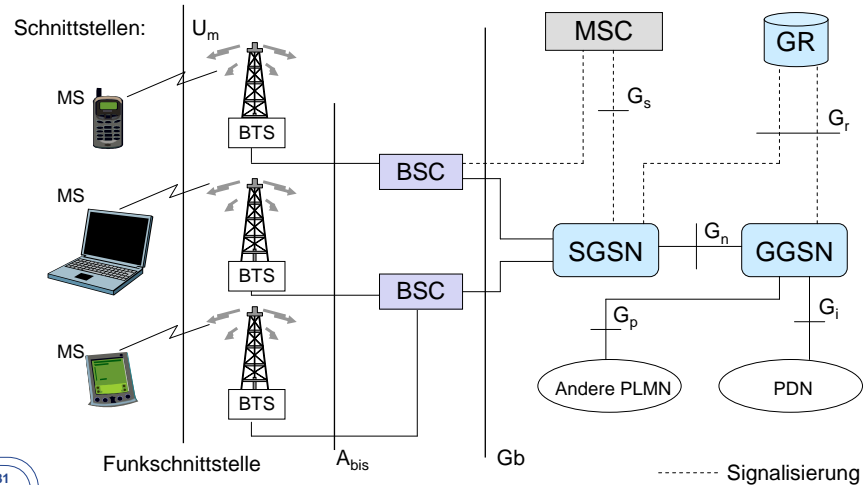 Schnittstellen:
U_m
MSC
GR
MS
BTS
G_s
G_r
BSC
MS
BTS
SGSN
G_n
GGSN
BSC
MS
BTS
G_p
G_i
Andere PLMN
PDN
Funkschnittstelle
A_bis
Gb
Signalisierung
31